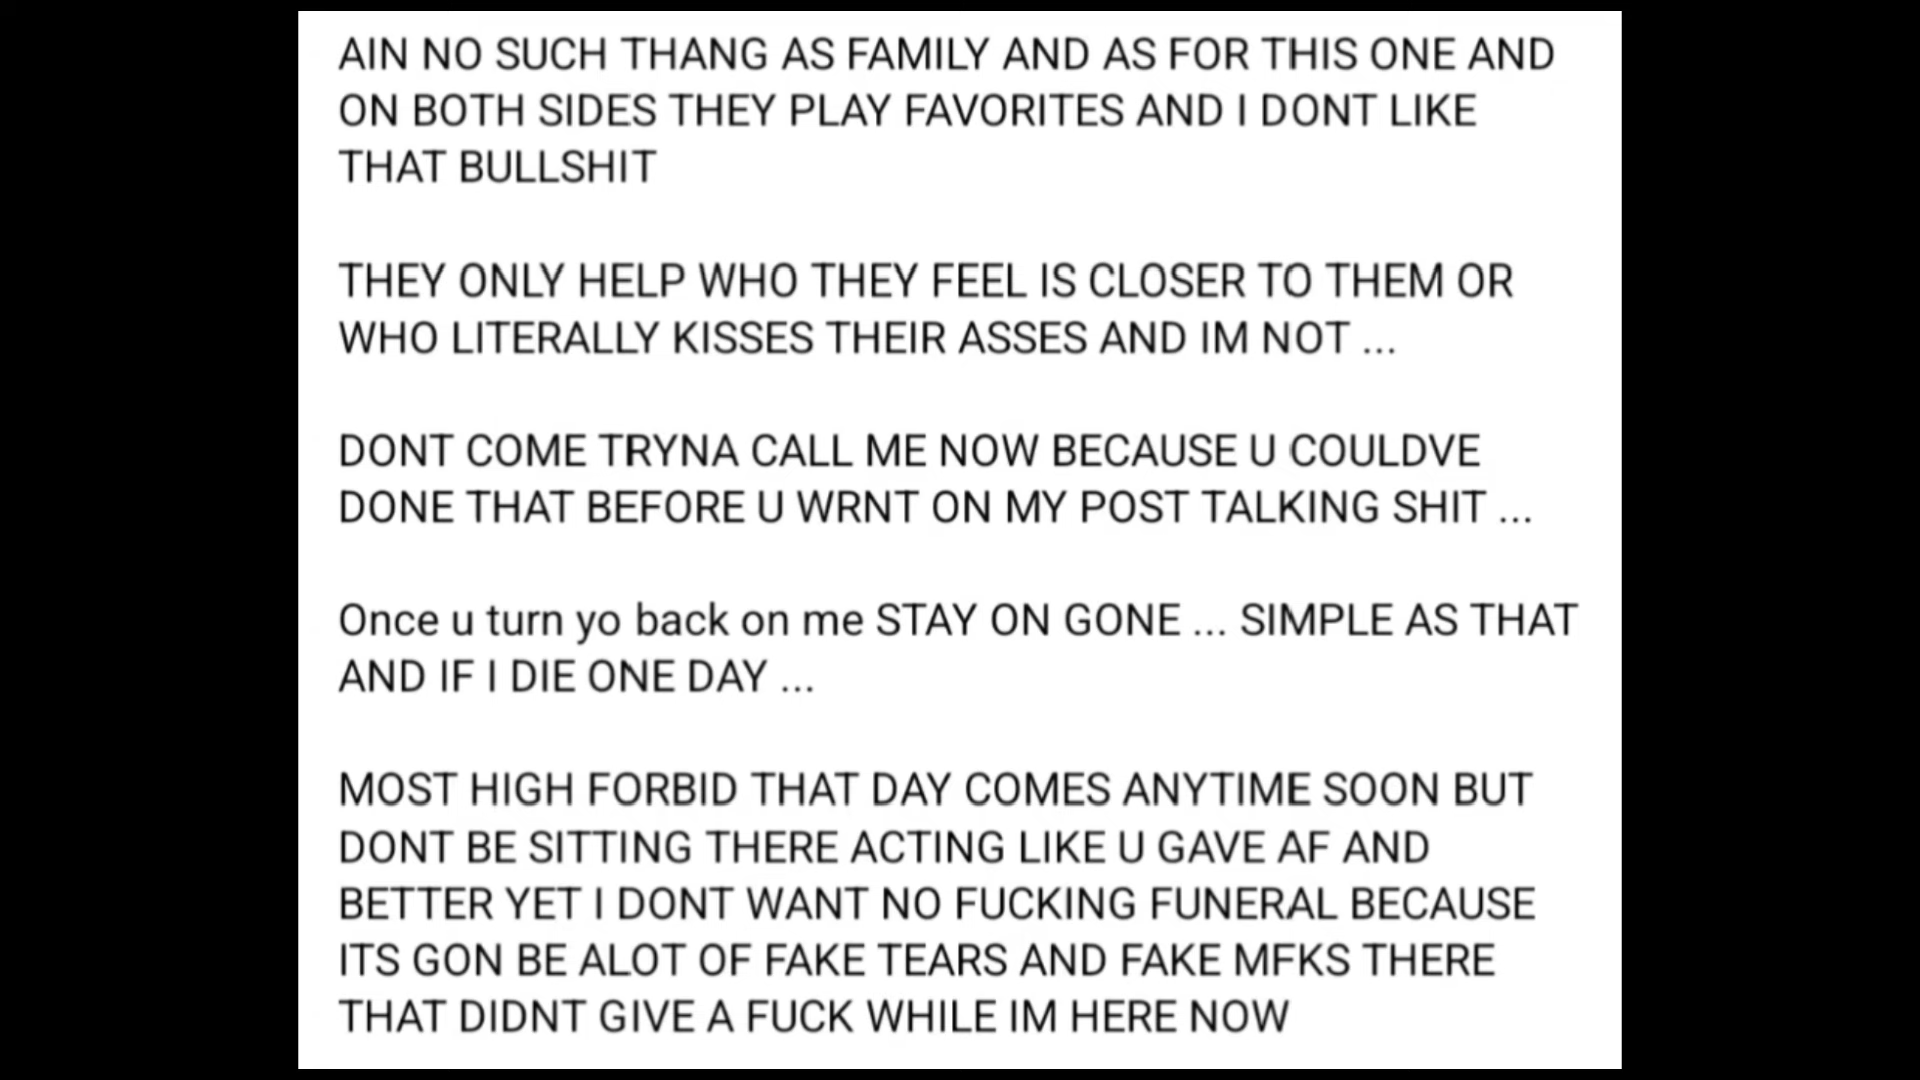 AIN NO SUCH THANG AS FAMILY AND AS FOR THIS ONE AND
ON BOTH SIDES THEY PLAY FAVORITES AND I DONT LIKE
THAT BULLSHIT
THEY ONLY HELP WHO THEY FEEL IS CLOSER TO THEM OR
WHO LITERALLY KISSES THEIR ASSES AND IM NOT ...
DONT COME TRYNA CALL ME NOW BECAUSE U COULDVE
DONE THAT BEFORE U WRNT ON MY POST TALKING SHIT ...
Once u turn yo back on me STAY ON GONE ... SIMPLE AS THAT
AND IF I DIE ONE DAY ...
MOST HIGH FORBID THAT DAY COMES ANYTIME SOON BUT
DONT BE SITTING THERE ACTING LIKE U GAVE AF AND
BETTER YET I DONT WANT NO FUCKING FUNERAL BECAUSE
ITS GON BE ALOT OF FAKE TEARS AND FAKE MFKS THERE
THAT DIDNT GIVE A FUCK WHILE IM HERE NOW